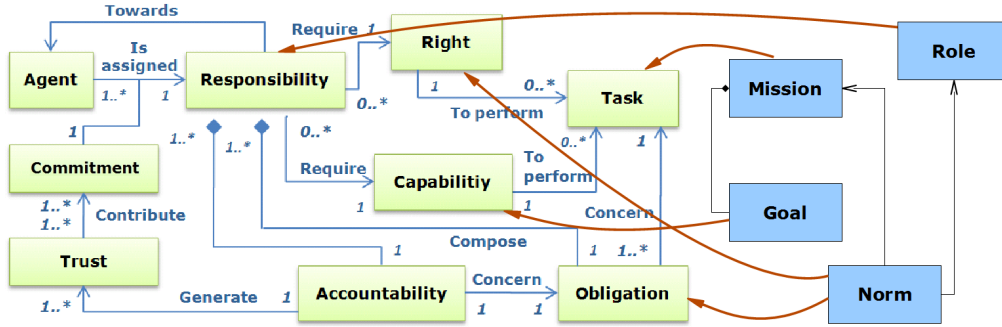 Towards
Is
assigned
Agent
1..*
1
Responsibility
Require
1
0..*
Right
1
To perform
0..*
Task
Mission
Role
1
Commitment
1..*
1..*
Contribute
1..*
1..*
0..*
Require
1
Capabilitiy
1
To
perform
0..*
1
Concern
Goal
Trust
1..*
Generate
1
Accountability
1
Compose
Concern
1
1
Obligation
1
1..*
Norm